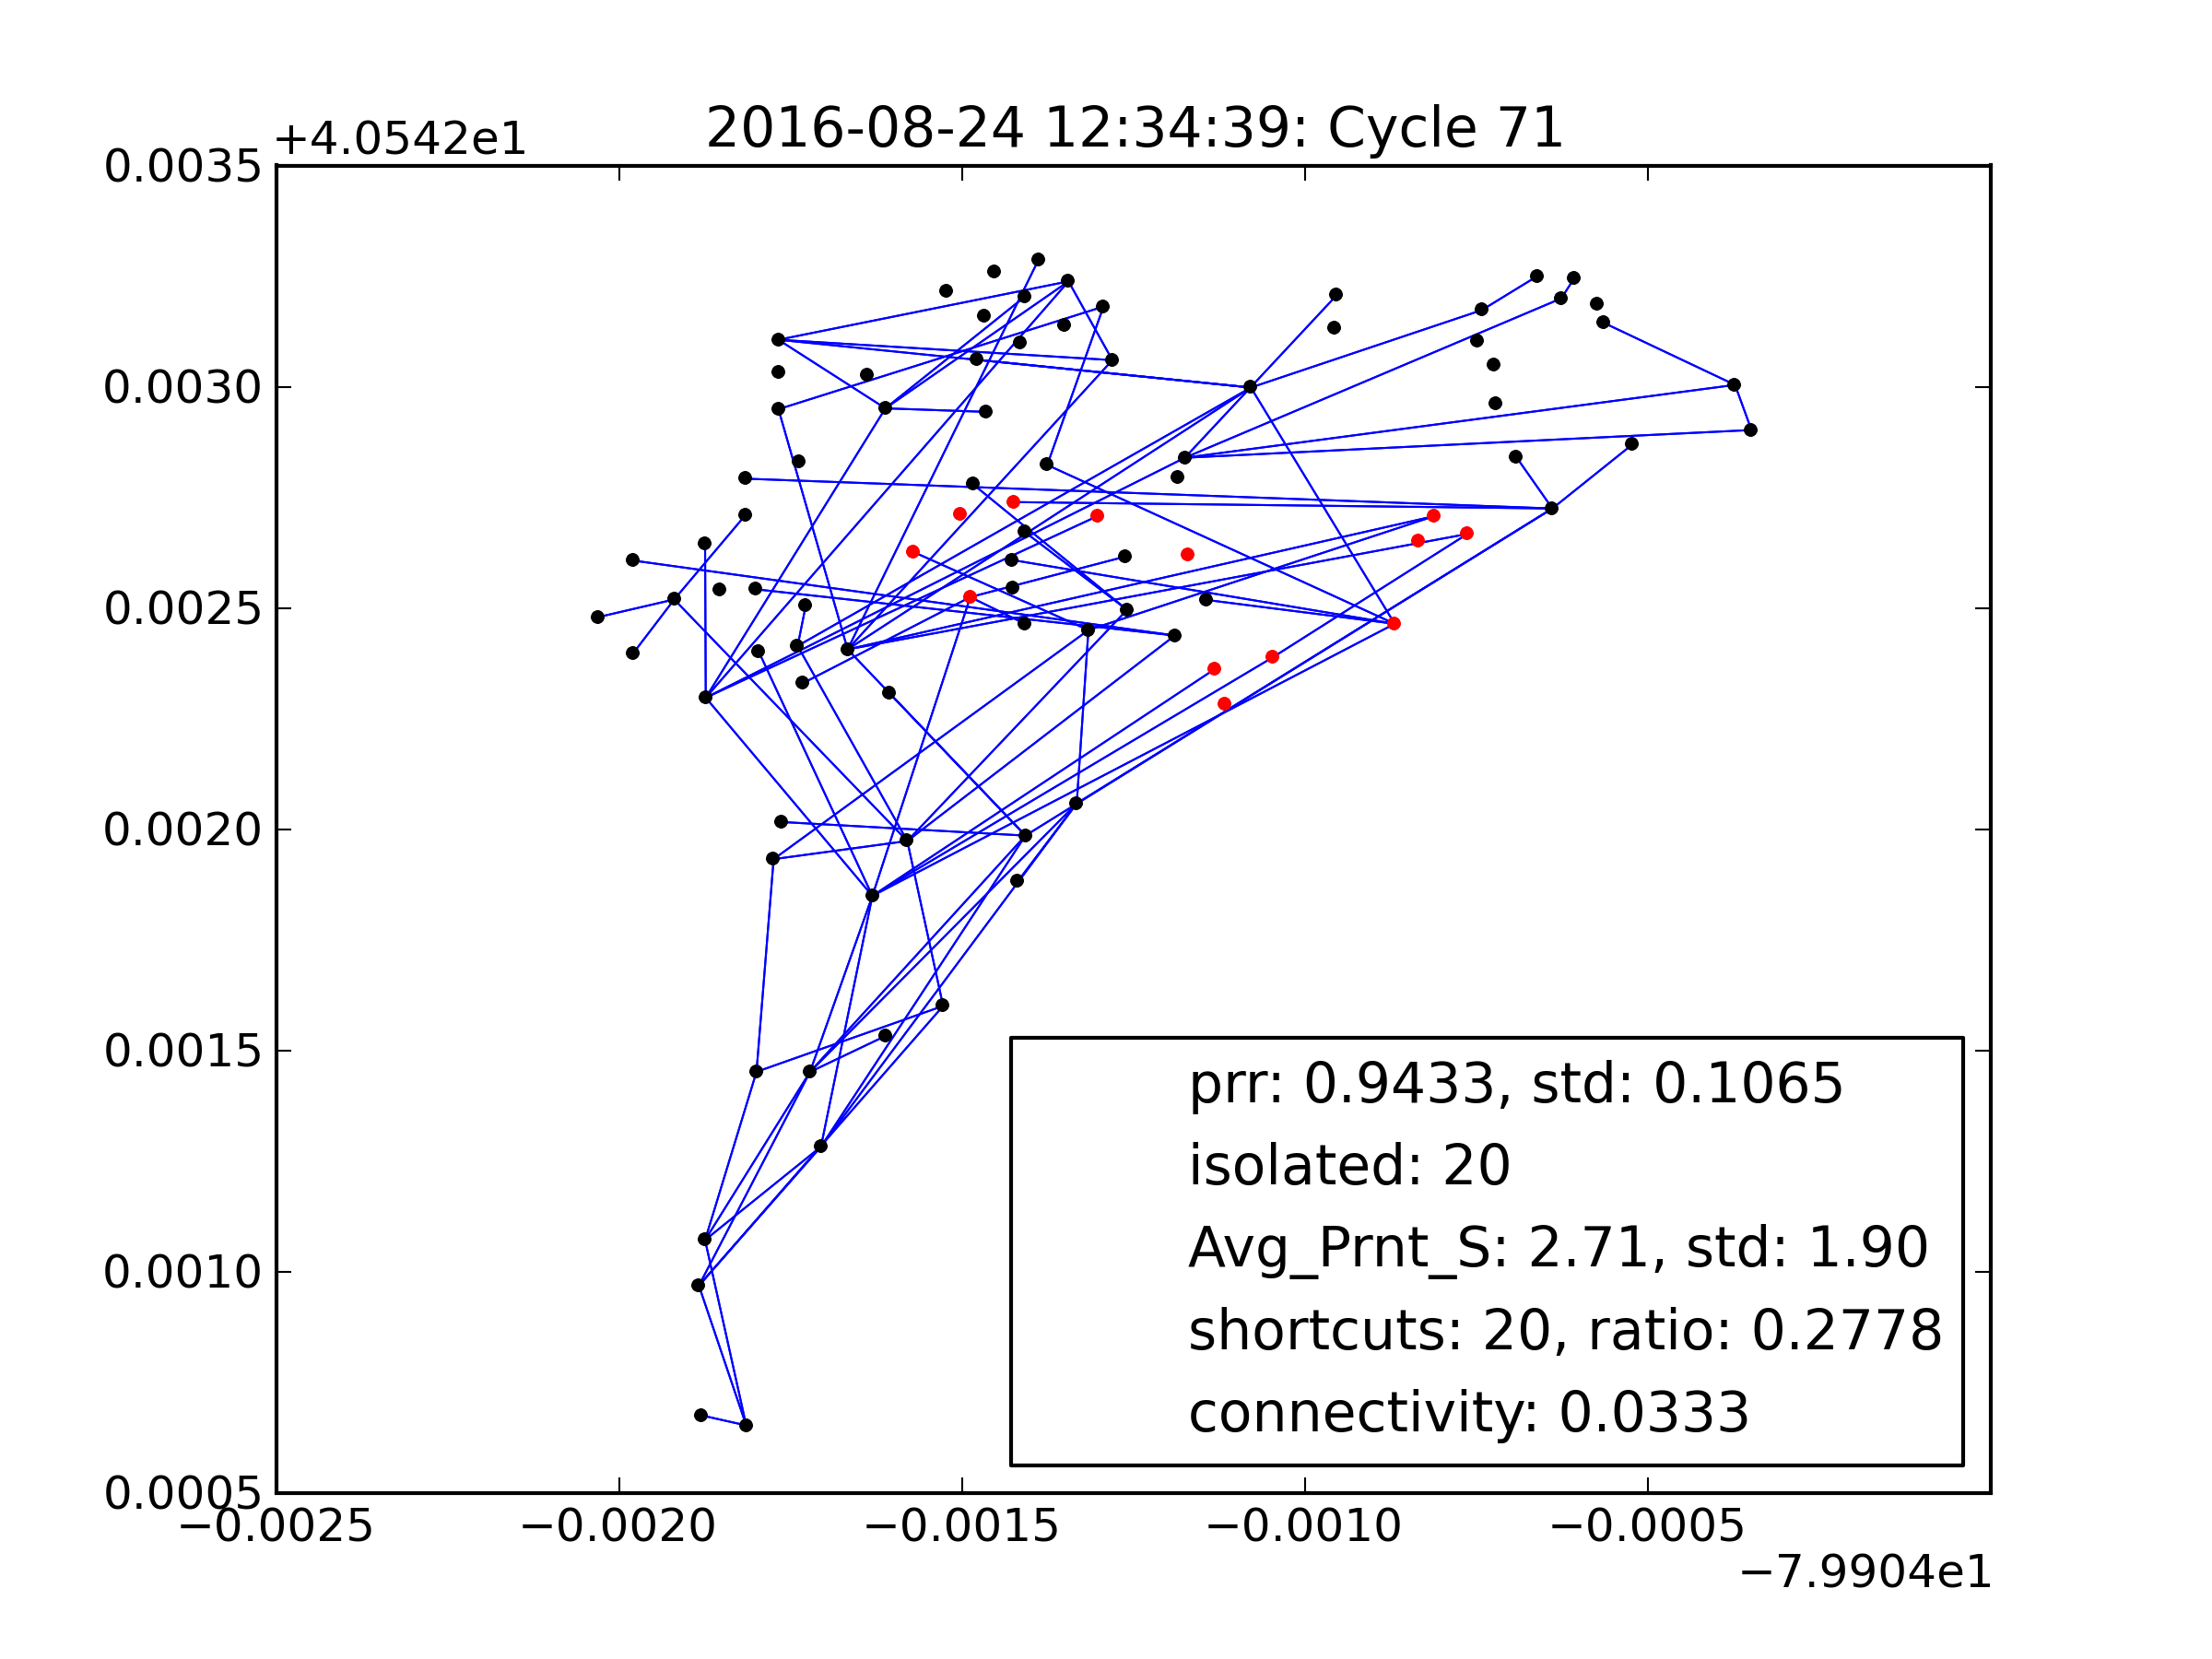 2016-08-24 12:34:39: Cycle 71
+4.0542e1
0.0035
0.0030
0.0025
0.0020
0.0015
0.0010
0.0005
prr: 0.9433, std: 0.1065
isolated: 20
Avg_Prnt_S: 2.71, std: 1.90
shortcuts: 20, ratio: 0.2778
connectivity: 0.0333
−0.0025 −0.0020 −0.0015 −0.0010 −0.0005
−7.9904e1